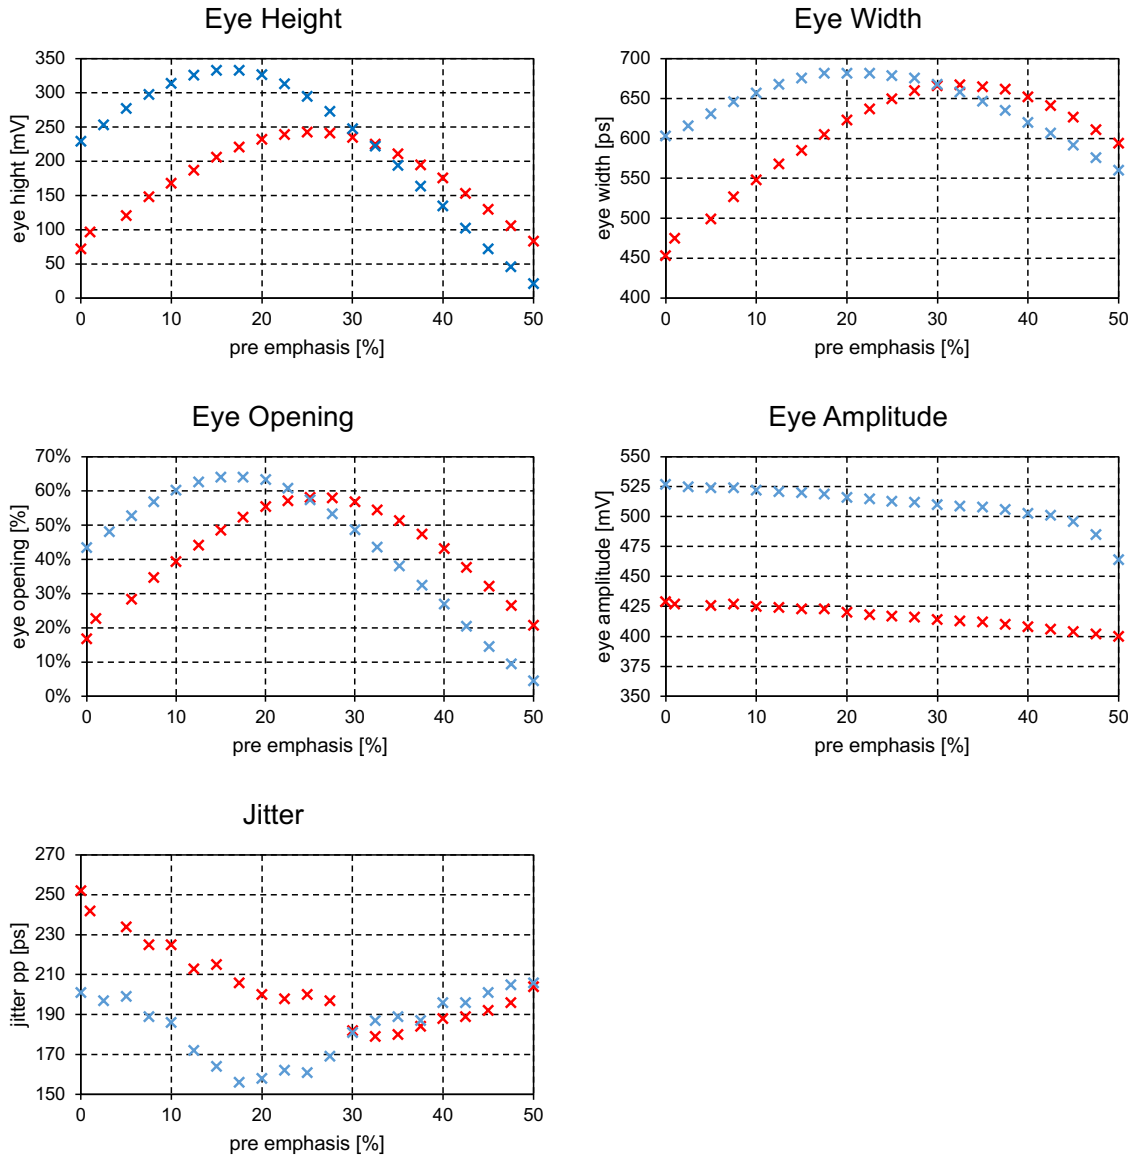 Eye Height
350
300
250
200
150
100
50
0
eye hight [mV]
0 10 20 30 40 50
pre emphasis [%]
Eye Width
700
650
600
550
500
450
400
eye width [ps]
0 10 20 30 40 50
pre emphasis [%]
Eye Opening
70%
60%
50%
40%
30%
20%
10%
0%
eye opening [%]
0 10 20 30 40 50
pre emphasis [%]
Eye Amplitude
550
525
500
475
450
425
400
375
350
eye amplitude [mV]
0 10 20 30 40 50
pre emphasis [%]
Jitter
270
250
230
210
190
170
150
jitter pp [ps]
0 10 20 30 40 50
pre emphasis [%]